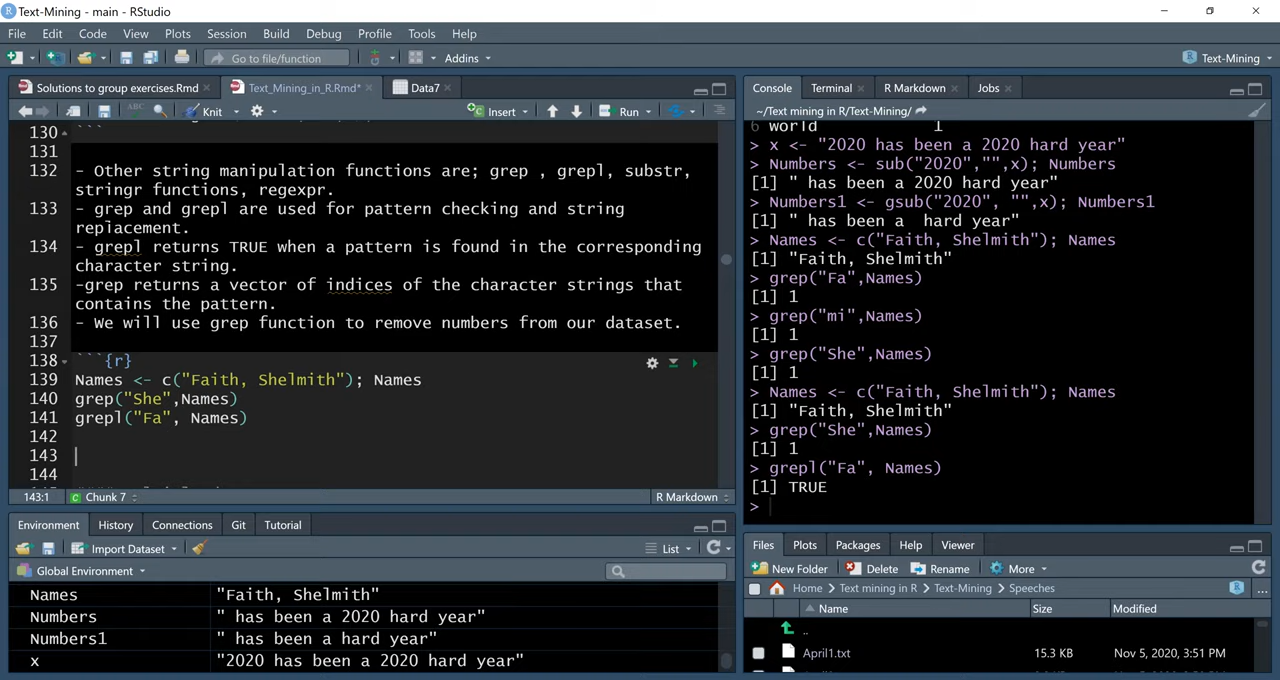 Text-Mining - main - RStudio
File Edit Code View Plots Session Build Debug Profile Tools Help
Go to file/function Addins Text-Mining
Solutions to group exercises.Rmd Text_Mining_in_R.Rmd* Data7
ABC Knit Insert Run
130 ```
131
132 - Other string manipulation functions are; grep , grepl, substr,
stringr functions, regexpr.
133 - grep and grepl are used for pattern checking and string
replacement.
134 - grepl returns TRUE when a pattern is found in the corresponding
character string.
135 -grep returns a vector of indices of the character strings that
contains the pattern.
136 - We will use grep function to remove numbers from our dataset.
137
138 ```{r}
139 Names <- c("Faith, Shelmith"); Names
140 grep("She",Names)
141 grepl("Fa", Names)
142
143
144
143:1 Chunk 7 R Markdown
Console Terminal R Markdown Jobs
~/Text mining in R/Text-Mining/
6 world 1
> x <- "2020 has been a 2020 hard year"
> Numbers <- sub("2020","",x); Numbers
[1] " has been a 2020 hard year"
> Numbers1 <- gsub("2020", "",x); Numbers1
[1] " has been a  hard year"
> Names <- c("Faith, Shelmith"); Names
[1] "Faith, Shelmith"
> grep("Fa",Names)
[1] 1
> grep("mi",Names)
[1] 1
> grep("She",Names)
[1] 1
> Names <- c("Faith, Shelmith"); Names
[1] "Faith, Shelmith"
> grep("She",Names)
[1] 1
> grepl("Fa", Names)
[1] TRUE
>
Environment History Connections Git Tutorial
Import Dataset List
Global Environment
Names "Faith, Shelmith"
Numbers " has been a 2020 hard year"
Numbers1 " has been a hard year"
x "2020 has been a 2020 hard year"
Files Plots Packages Help Viewer
New Folder Delete Rename More
Home > Text mining in R > Text-Mining > Speeches ...
Name Size Modified
..
April1.txt 15.3 KB Nov 5, 2020, 3:51 PM